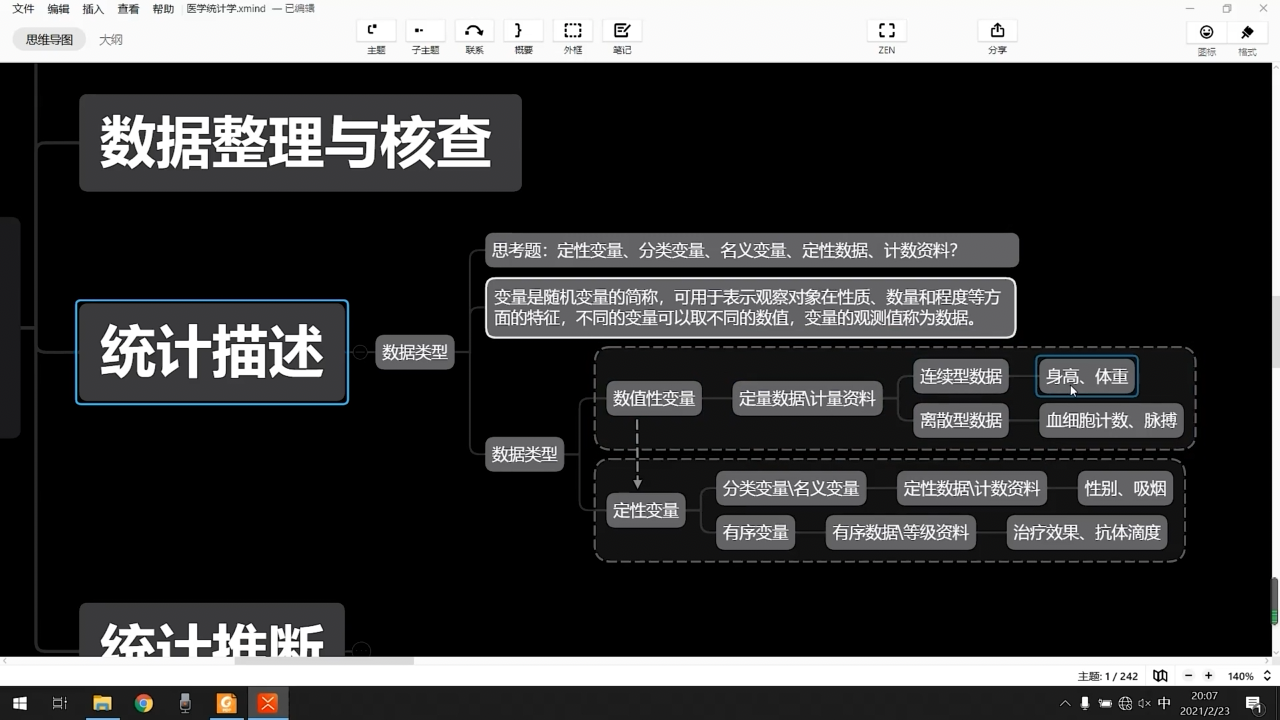 文件 编辑 插入 查看 帮助 医学统计学.xmind — 已编辑
思维导图 大纲
主题 子主题 联系 概要 外框 笔记 ZEN 分享 图标 格式
数据整理与核查
思考题：定性变量、分类变量、名义变量、定性数据、计数资料？
变量是随机变量的简称，可用于表示观察对象在性质、数量和程度等方
面的特征，不同的变量可以取不同的数值，变量的观测值称为数据。
统计描述
数据类型
数据类型
数值性变量
定量数据\计量资料
连续型数据
身高、体重
离散型数据
血细胞计数、脉搏
定性变量
分类变量\名义变量
定性数据\计数资料
性别、吸烟
有序变量
有序数据\等级资料
治疗效果、抗体滴度
统计推断
主题: 1 / 242
140%
中
20:07
2021/2/23
1